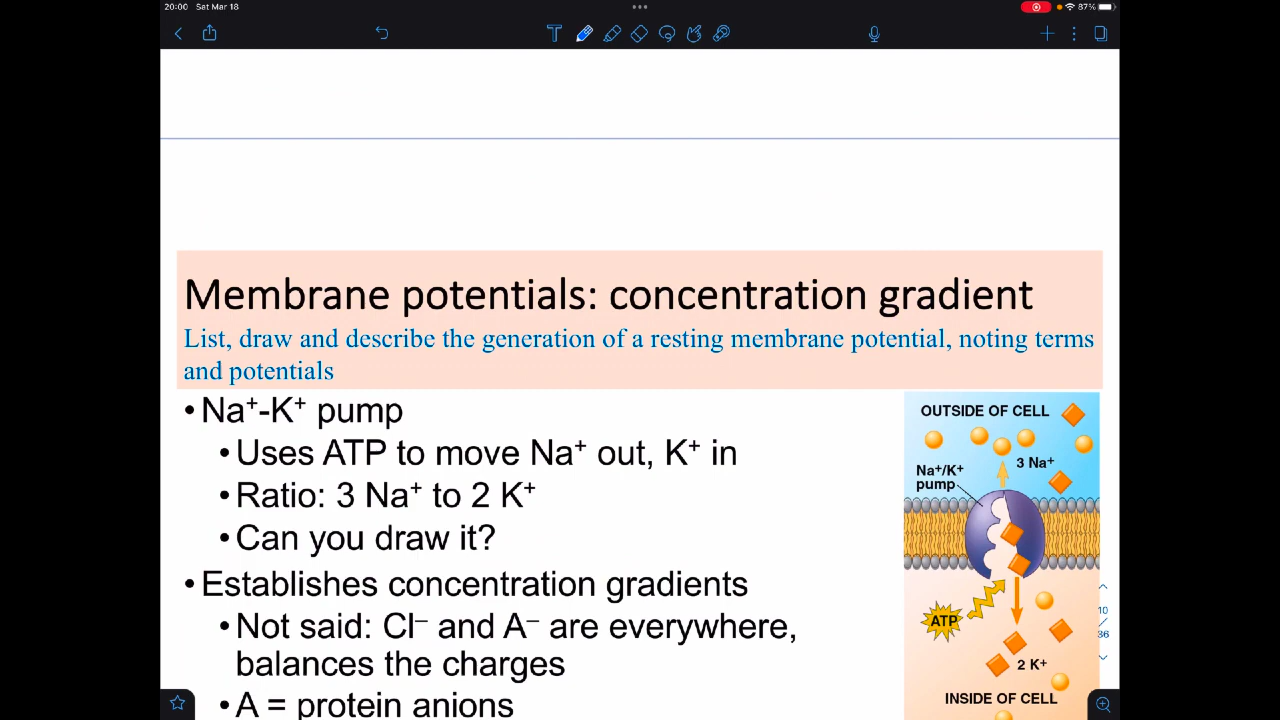 20:00 Sat Mar 18
87%
T
Membrane potentials: concentration gradient
List, draw and describe the generation of a resting membrane potential, noting terms
and potentials
• Na⁺-K⁺ pump
• Uses ATP to move Na⁺ out, K⁺ in
• Ratio: 3 Na⁺ to 2 K⁺
• Can you draw it?
• Establishes concentration gradients
• Not said: Cl⁻ and A⁻ are everywhere,
balances the charges
• A = protein anions
OUTSIDE OF CELL
3 Na⁺
Na⁺/K⁺
pump
ATP
2 K⁺
INSIDE OF CELL
10
/
36